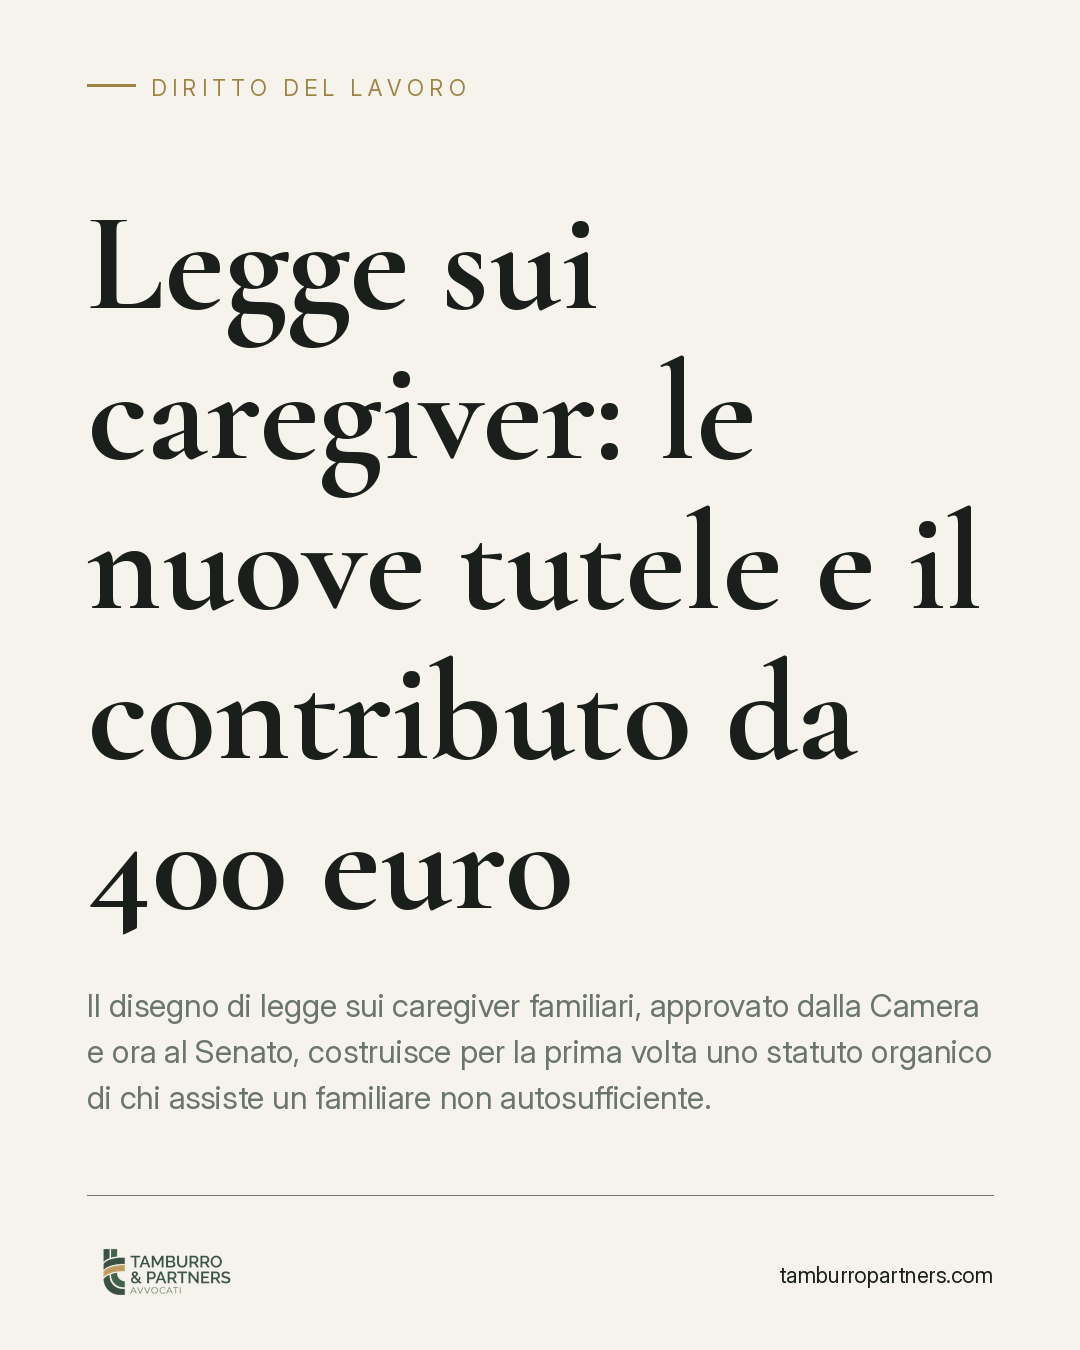 DIRITTO DEL LAVORO
Legge sui
caregiver: le
nuove tutele e il
contributo da
400 euro
Il disegno di legge sui caregiver familiari, approvato dalla Camera
e ora al Senato, costruisce per la prima volta uno statuto organico
di chi assiste un familiare non autosufficiente.
TAMBURRO
& PARTNERS
AVVOCATI
tamburropartners.com